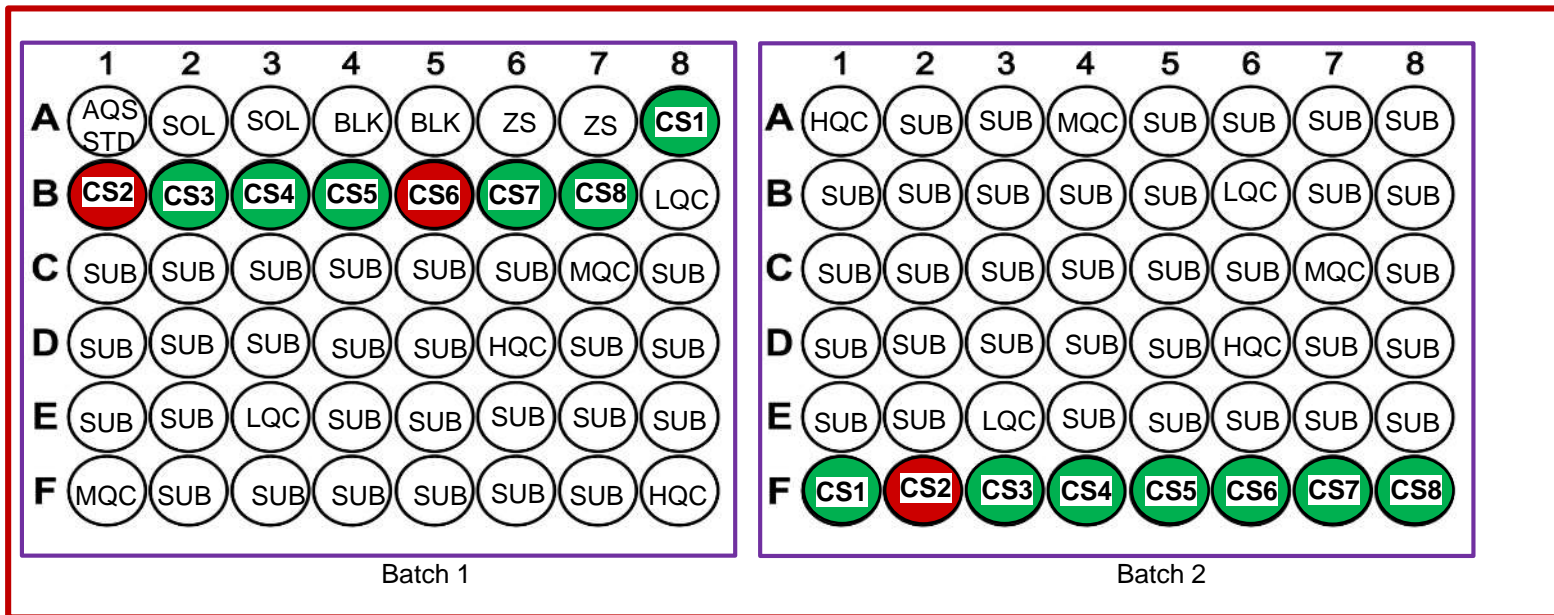 1 2 3 4 5 6 7 8
A AQS STD SOL SOL BLK BLK ZS ZS CS1
B CS2 CS3 CS4 CS5 CS6 CS7 CS8 LQC
C SUB SUB SUB SUB SUB SUB MQC SUB
D SUB SUB SUB SUB SUB HQC SUB SUB
E SUB SUB LQC SUB SUB SUB SUB SUB
F MQC SUB SUB SUB SUB SUB SUB HQC
Batch 1
1 2 3 4 5 6 7 8
A HQC SUB SUB MQC SUB SUB SUB SUB
B SUB SUB SUB SUB SUB LQC SUB SUB
C SUB SUB SUB SUB SUB SUB MQC SUB
D SUB SUB SUB SUB SUB HQC SUB SUB
E SUB SUB LQC SUB SUB SUB SUB SUB
F CS1 CS2 CS3 CS4 CS5 CS6 CS7 CS8
Batch 2